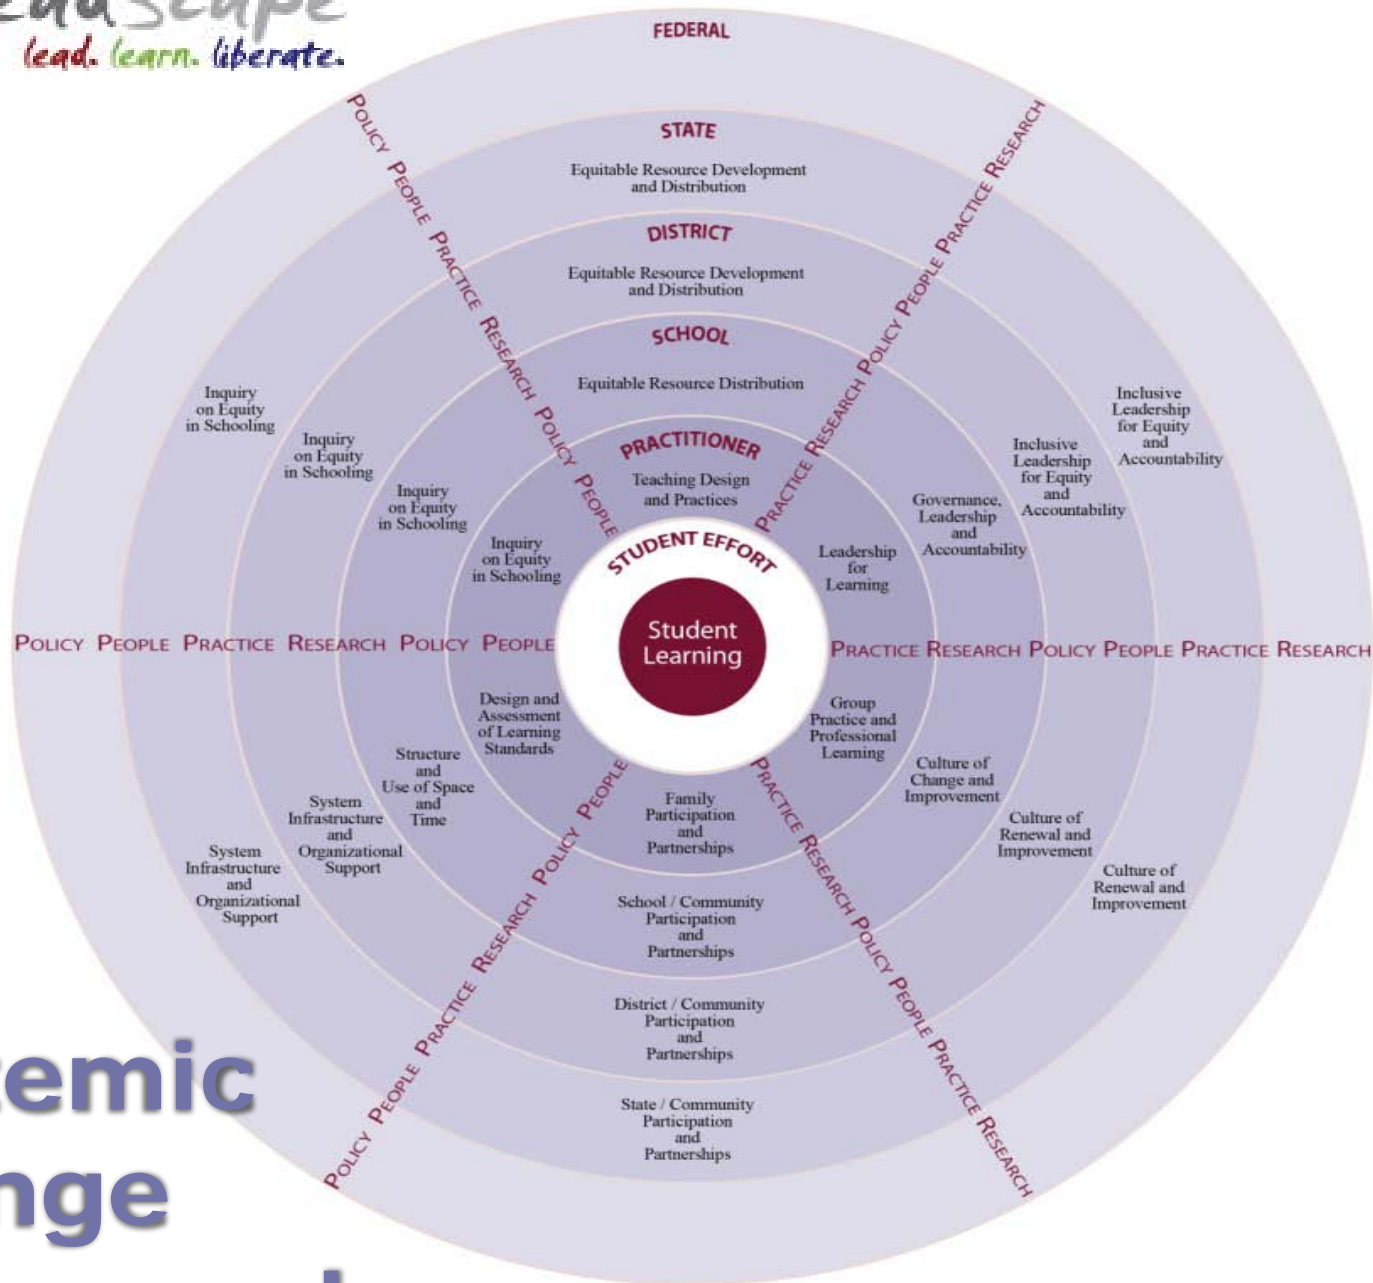 lead. learn. liberate.
FEDERAL
STATE
Equitable Resource Development
and Distribution
DISTRICT
Equitable Resource Development
and Distribution
SCHOOL
Equitable Resource Distribution
PRACTITIONER
Teaching Design
and Practices
STUDENT EFFORT
Student
Learning
POLICY PEOPLE PRACTICE RESEARCH POLICY PEOPLE
PRACTICE RESEARCH POLICY PEOPLE PRACTICE RESEARCH
Inquiry
on Equity
in Schooling
Inquiry
on Equity
in Schooling
Inquiry
on Equity
in Schooling
Inquiry
on Equity
in Schooling
Leadership
for
Learning
Governance,
Leadership
and
Accountability
Inclusive
Leadership
for Equity
and
Accountability
Inclusive
Leadership
for Equity
and
Accountability
POLICY PEOPLE PRACTICE RESEARCH POLICY PEOPLE
PRACTICE RESEARCH POLICY PEOPLE PRACTICE RESEARCH
Design and
Assessment
of Learning
Standards
Structure
and
Use of Space
and
Time
System
Infrastructure
and
Organizational
Support
System
Infrastructure
and
Organizational
Support
Group
Practice and
Professional
Learning
Culture of
Change and
Improvement
Culture of
Renewal and
Improvement
Culture of
Renewal and
Improvement
POLICY PEOPLE PRACTICE RESEARCH POLICY PEOPLE
PRACTICE RESEARCH POLICY PEOPLE PRACTICE RESEARCH
Family
Participation
and
Partnerships
School / Community
Participation
and
Partnerships
District / Community
Participation
and
Partnerships
State / Community
Participation
and
Partnerships
temic
nge